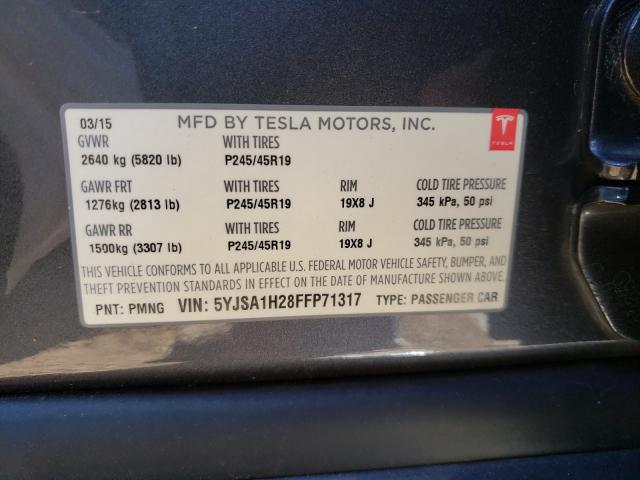 03/15 MFD BY TESLA MOTORS, INC.
GVWR WITH TIRES
2640 kg (5820 lb) P245/45R19
TESLA
GAWR FRT WITH TIRES RIM COLD TIRE PRESSURE
1276kg (2813 lb) P245/45R19 19X8 J 345 kPa, 50 psi
GAWR RR WITH TIRES RIM COLD TIRE PRESSURE
1500kg (3307 lb) P245/45R19 19X8 J 345 kPa, 50 psi
THIS VEHICLE CONFORMS TO ALL APPLICABLE U.S. FEDERAL MOTOR VEHICLE SAFETY, BUMPER, AND
THEFT PREVENTION STANDARDS IN EFFECT ON THE DATE OF MANUFACTURE SHOWN ABOVE.
PNT: PMNG VIN: 5YJSA1H28FFP71317 TYPE: PASSENGER CAR